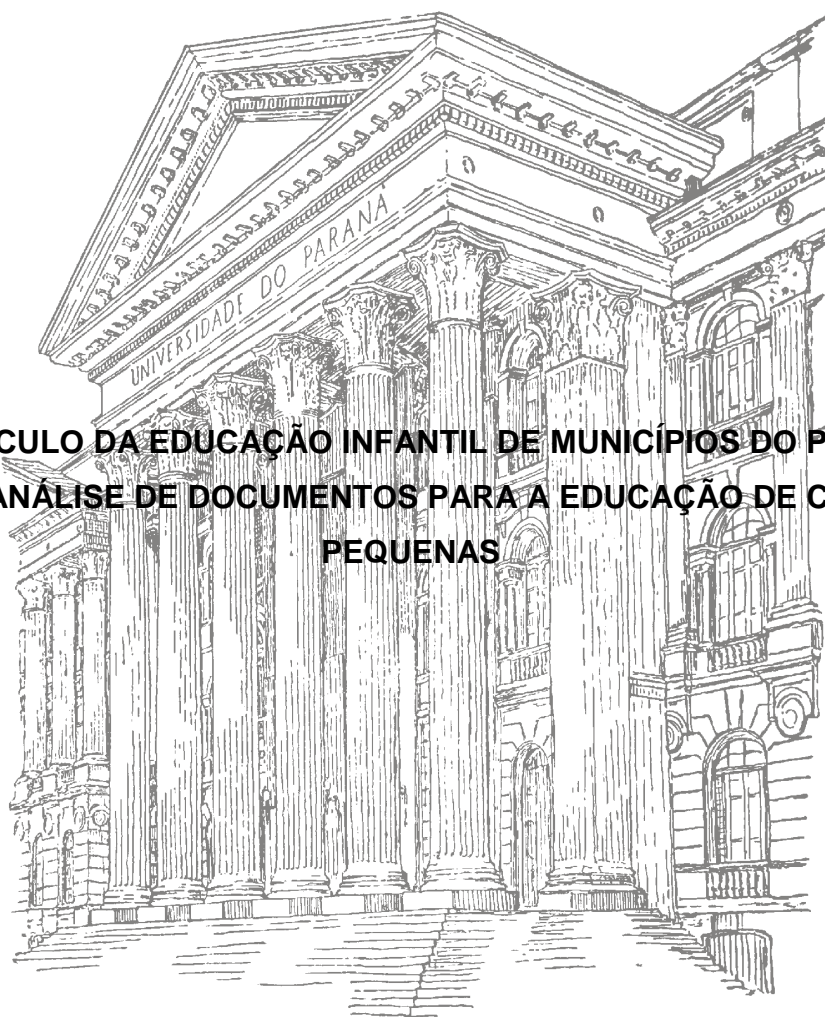 UNIVERSIDADE DO PARANÁ
CULO DA EDUCAÇÃO INFANTIL DE MUNICÍPIOS DO P
ANÁLISE DE DOCUMENTOS PARA A EDUCAÇÃO DE C
PEQUENAS